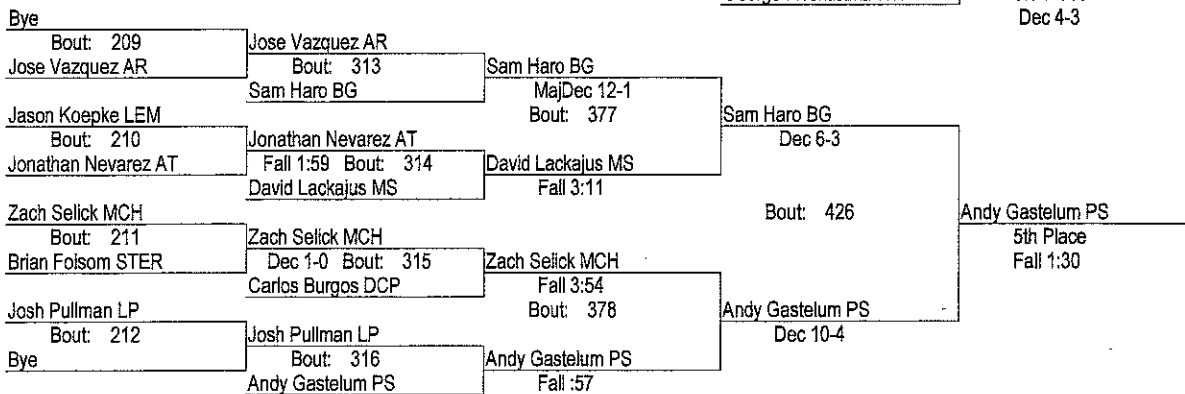 Dec 4-3
Bye
Bout: 209
Jose Vazquez AR
Jose Vazquez AR
Bout: 313
Sam Haro BG
Sam Haro BG
MajDec 12-1
Bout: 377
Jason Koepke LEM
Bout: 210
Jonathan Nevarez AT
Jonathan Nevarez AT
Fall 1:59 Bout: 314
David Lackajus MS
David Lackajus MS
Fall 3:11
Sam Haro BG
Dec 6-3
Bout: 426
Zach Selick MCH
Bout: 211
Brian Folsom STER
Zach Selick MCH
Dec 1-0 Bout: 315
Carlos Burgos DCP
Zach Selick MCH
Fall 3:54
Bout: 378
Josh Pullman LP
Bout: 212
Bye
Josh Pullman LP
Bout: 316
Andy Gastelum PS
Andy Gastelum PS
Fall :57
Andy Gastelum PS
Dec 10-4
Andy Gastelum PS
5th Place
Fall 1:30